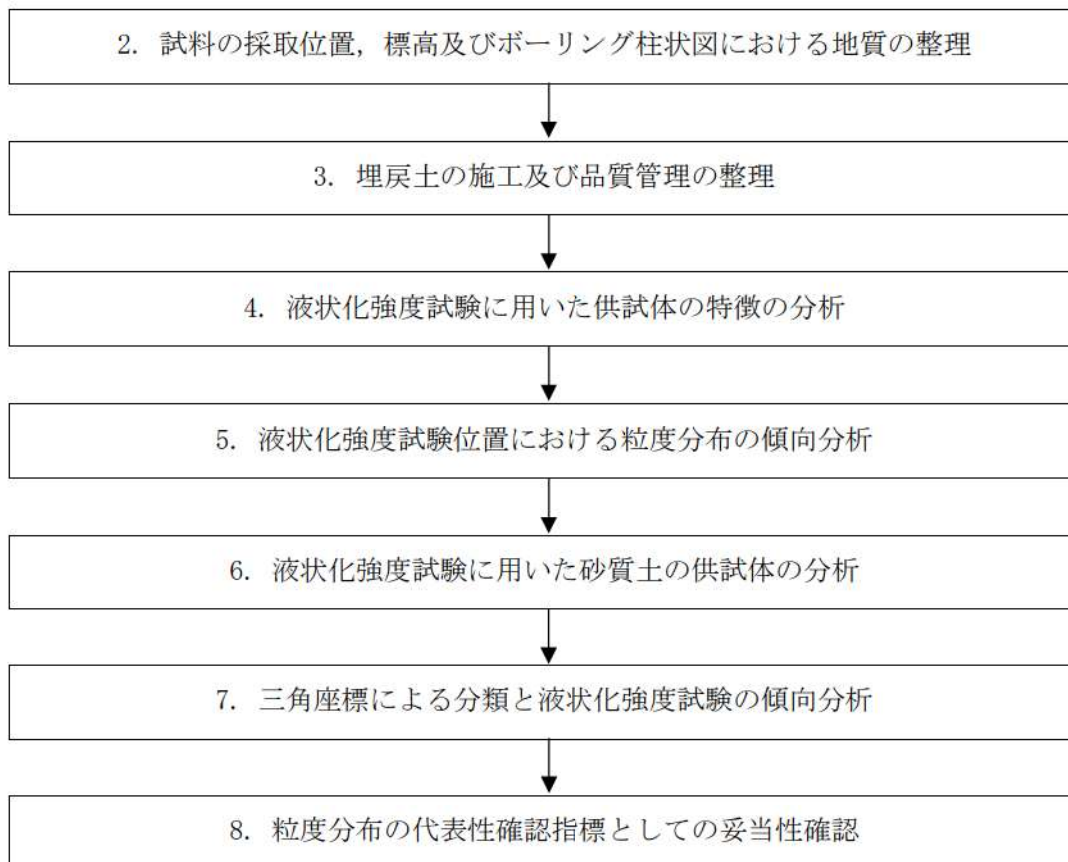 2. 試料の採取位置，標高及びボーリング柱状図における地質の整理
3. 埋戻土の施工及び品質管理の整理
4. 液状化強度試験に用いた供試体の特徴の分析
5. 液状化強度試験位置における粒度分布の傾向分析
6. 液状化強度試験に用いた砂質土の供試体の分析
7. 三角座標による分類と液状化強度試験の傾向分析
8. 粒度分布の代表性確認指標としての妥当性確認